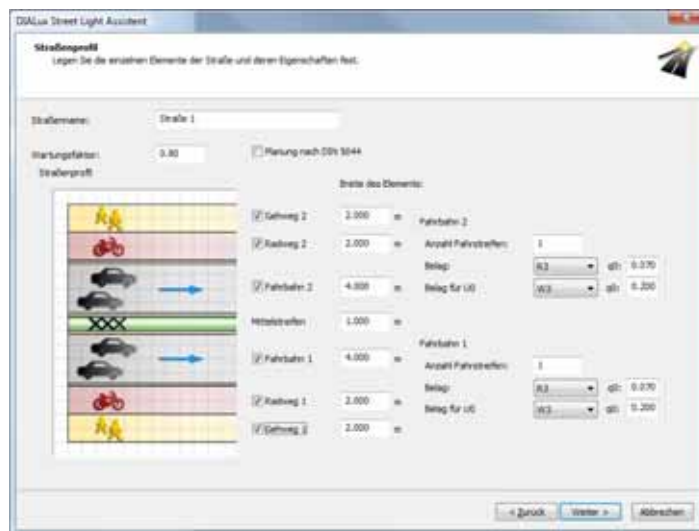 DIALux Street Light Assistent
Straßenprofil
Legen Sie die einzelnen Elemente der Straße und deren Eigenschaften fest.
Straßenname: Straße 1
Wartungsfaktor: 0.80 Planung nach DIN 5044
Straßenprofil
Breite des Elements:
Gehweg 2 2.000 m Fahrbahn 2
Radweg 2 2.000 m Anzahl Fahrstreifen: 1
Belag: R3 q0: 0.070
Fahrbahn 2 4.000 m Belag für U0 W3 q0: 0.200
Mittelstreifen 1.000 m
Fahrbahn 1
Fahrbahn 1 4.000 m Anzahl Fahrstreifen: 1
Belag: R3 q0: 0.070
Radweg 1 2.000 m Belag für U0 W3 q0: 0.200
Gehweg 1 2.000 m
< Zurück Weiter > Abbrechen